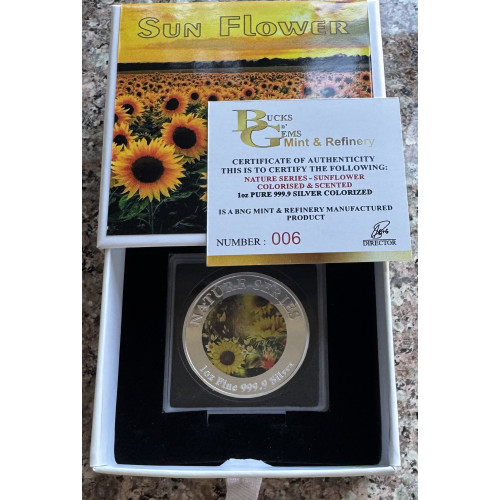 SUN FLOWER
BUCKS
&
GEMS
Mint & Refinery
CERTIFICATE OF AUTHENTICITY
THIS IS TO CERTIFY THE FOLLOWING:
NATURE SERIES - SUNFLOWER
COLORISED & SCENTED
1oz PURE 999.9 SILVER COLORIZED
IS A BNG MINT & REFINERY MANUFACTURED
PRODUCT
NUMBER : 006
DIRECTOR
NATURE SERIES
1oz Fine 999.9 Silver